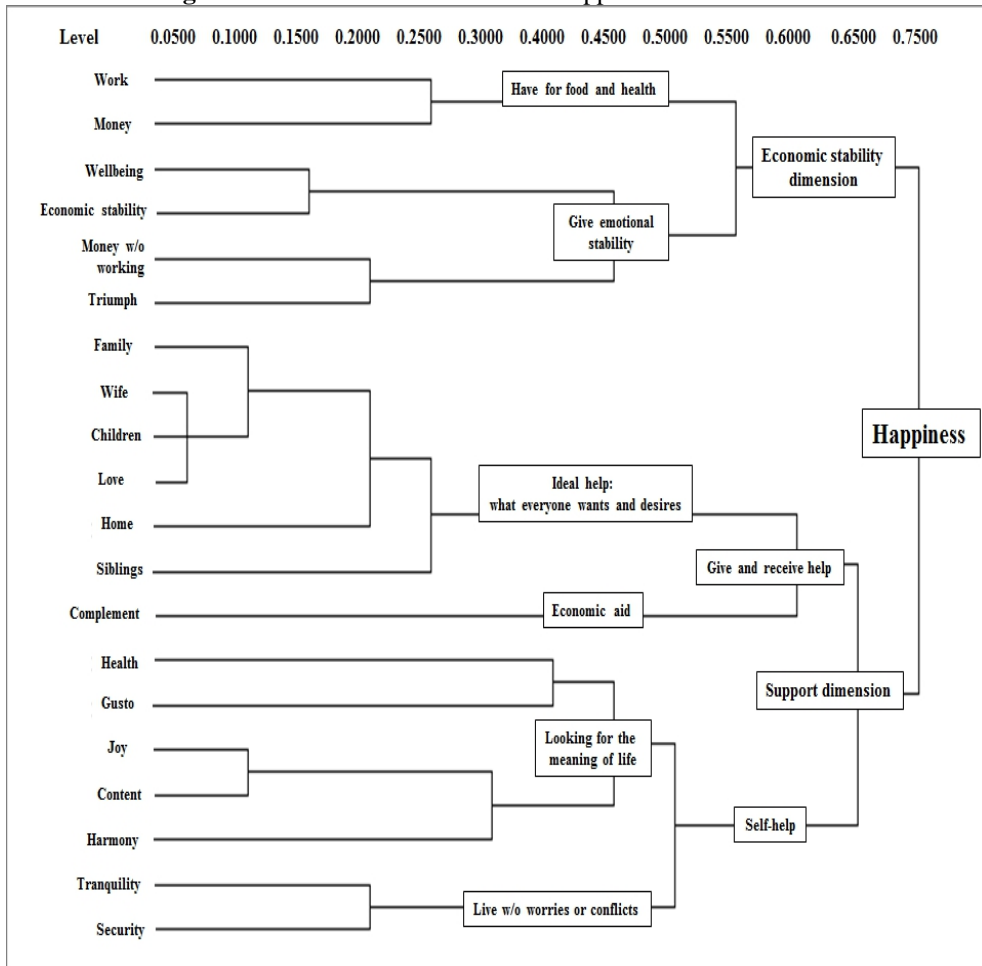 Level 0.0500 0.1000 0.1500 0.2000 0.2500 0.3000 0.4000 0.4500 0.5000 0.5500 0.6000 0.6500 0.7500
Work
Have for food and health
Money
Economic stability
dimension
Wellbeing
Economic stability
Give emotional
stability
Money w/o
working
Triumph
Family
Wife
Children
Happiness
Love
Ideal help:
what everyone wants and desires
Home
Siblings
Give and receive help
Complement
Economic aid
Health
Support dimension
Gusto
Joy
Looking for the
meaning of life
Content
Harmony
Self-help
Tranquility
Live w/o worries or conflicts
Security